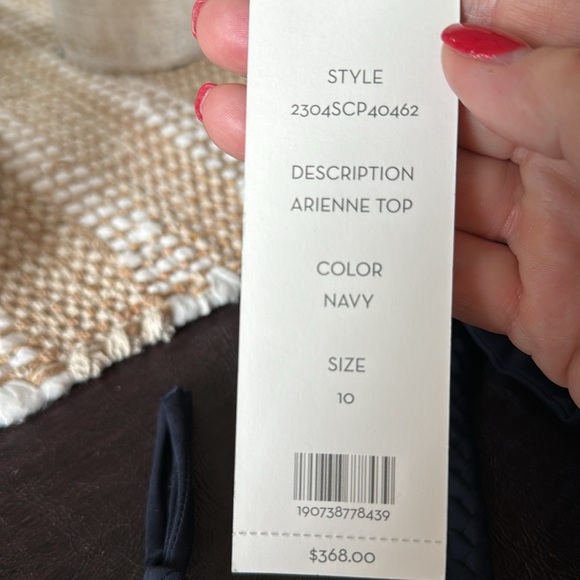 STYLE
2304SCP40462
DESCRIPTION
ARIENNE TOP
COLOR
NAVY
SIZE
10
190738778439
$368.00